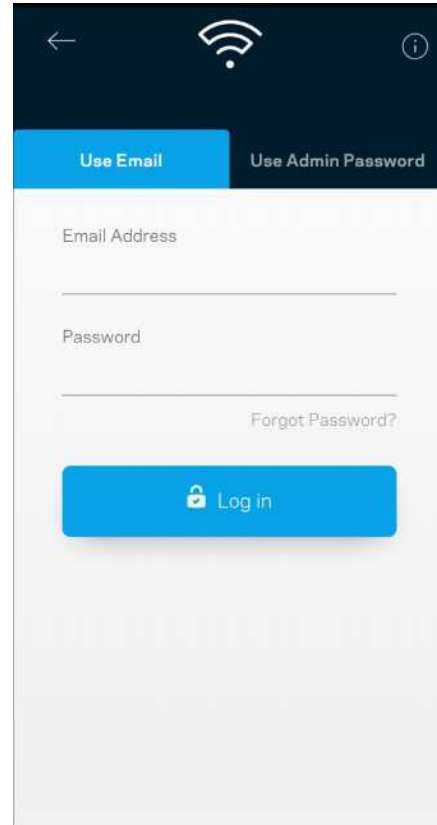 Use Email
Use Admin Password
Email Address
Password
Forgot Password?
Log in